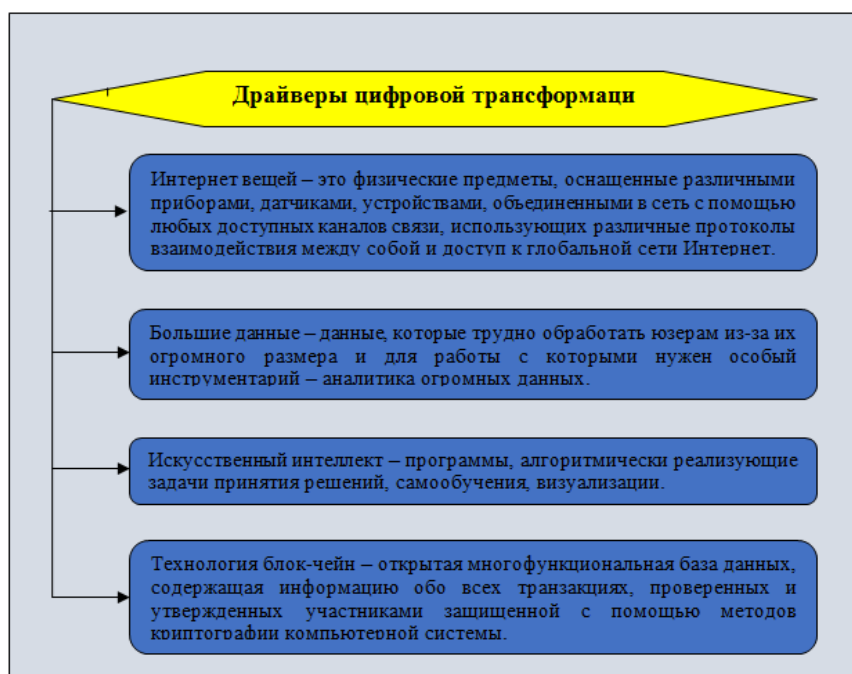 Драйверы цифровой трансформаци
Интернет вещей – это физические предметы, оснащенные различными
приборами, датчиками, устройствами, объединенными в сеть с помощью
любых доступных каналов связи, использующих различные протоколы
взаимодействия между собой и доступ к глобальной сети Интернет.
Большие данные – данные, которые трудно обработать юзерам из-за их
огромного размера и для работы с которыми нужен особый
инструментарий – аналитика огромных данных.
Искусственный интеллект – программы, алгоритмически реализующие
задачи принятия решений, самообучения, визуализации.
Технология блок-чейн – открытая многофункциональная база данных,
содержащая информацию обо всех транзакциях, проверенных и
утвержденных участниками защищенной с помощью методов
криптографии компьютерной системы.